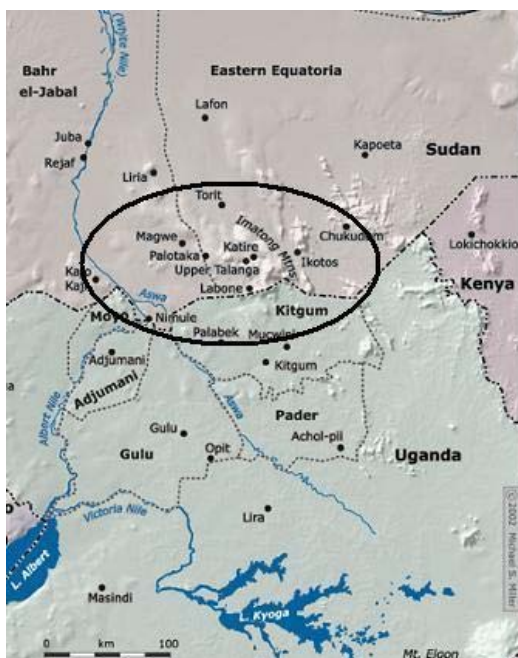 (White Nile)
Bahr
el-Jabal
Eastern Equatoria
Lafon
Juba
Rejaf
Kapoeta
Sudan
Liria
Torit
Imatong Mtns
Chukudum
Lokichokkio
Magwe
Palotaka
Katire
Ikotos
Upper Talanga
Kajo
Kaji
Labone
Kenya
Aswa
Moyo
Nimule
Kitgum
Palabek
Mucwini
Adjumani
Kitgum
Adjumani
Albert Nile
Aswa
Pader
Gulu
Achol-pii
Gulu
Opit
Uganda
Victoria Nile
Lira
L. Albert
Masindi
L. Kyoga
0 km 100
Mt. Elgon
© 2002 Michael S. Miller